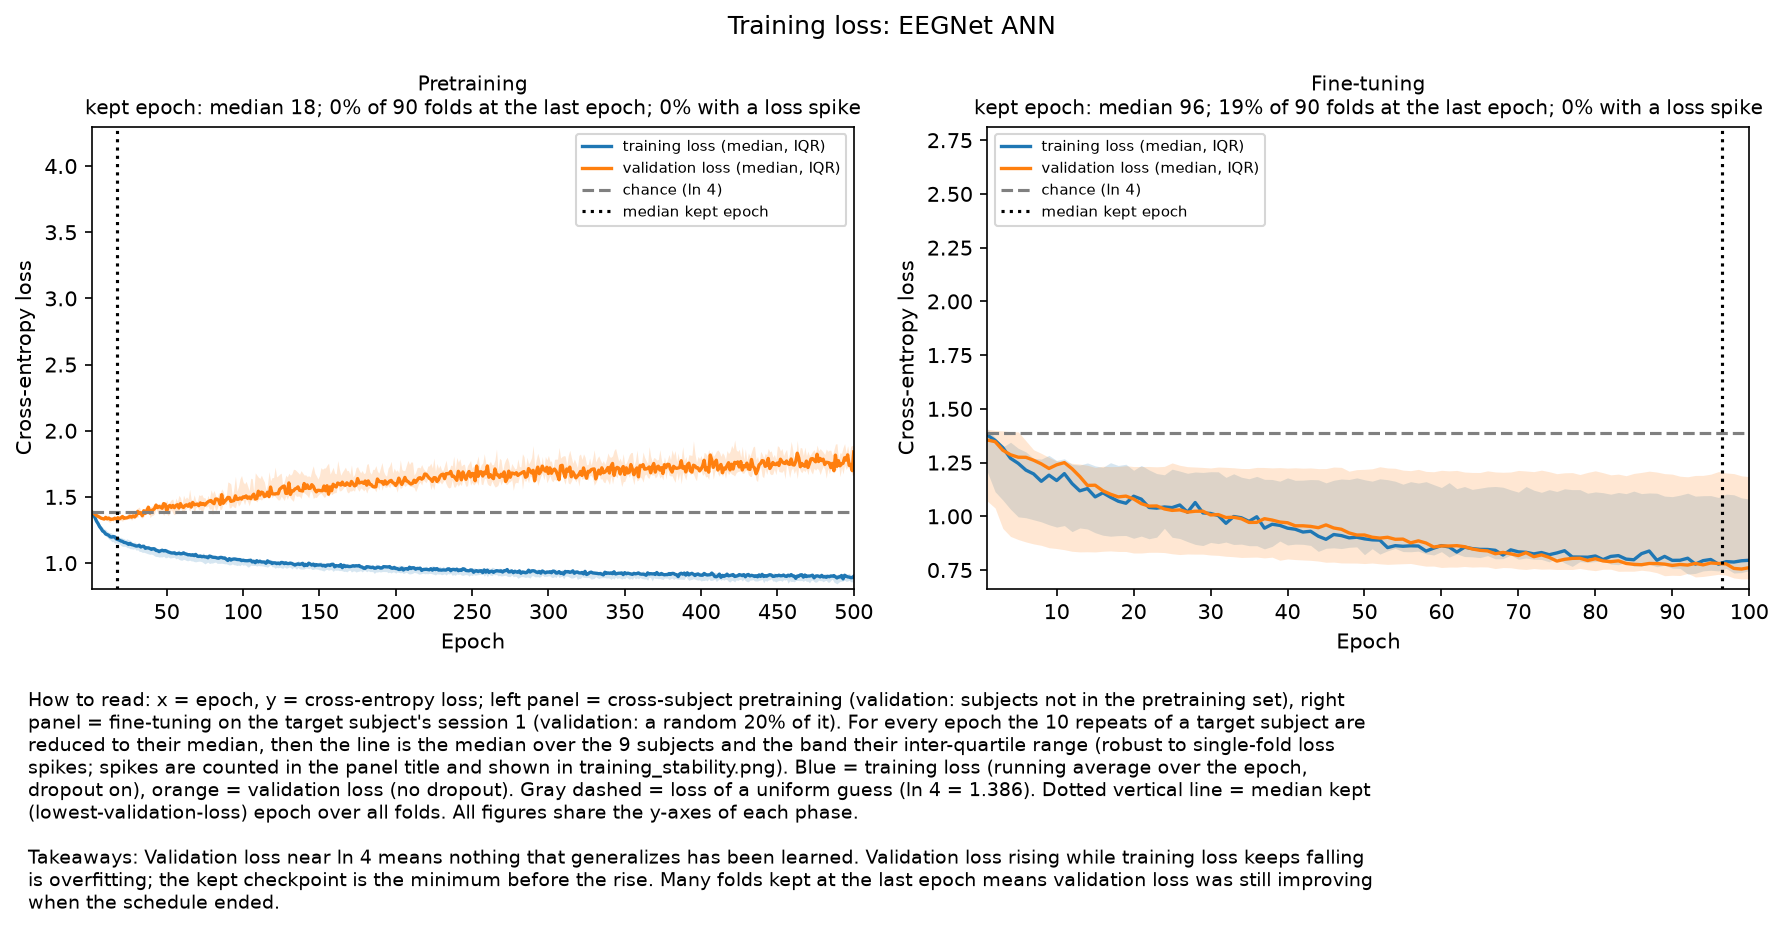 Training loss: EEGNet ANN
Pretraining
kept epoch: median 18; 0% of 90 folds at the last epoch; 0% with a loss spike
Cross-entropy loss
4.0
3.5
3.0
2.5
2.0
1.5
1.0
training loss (median, IQR)
validation loss (median, IQR)
chance (ln 4)
median kept epoch
50 100 150 200 250 300 350 400 450 500
Epoch
Fine-tuning
kept epoch: median 96; 19% of 90 folds at the last epoch; 0% with a loss spike
Cross-entropy loss
2.75
2.50
2.25
2.00
1.75
1.50
1.25
1.00
0.75
training loss (median, IQR)
validation loss (median, IQR)
chance (ln 4)
median kept epoch
10 20 30 40 50 60 70 80 90 100
Epoch
How to read: x = epoch, y = cross-entropy loss; left panel = cross-subject pretraining (validation: subjects not in the pretraining set), right
panel = fine-tuning on the target subject's session 1 (validation: a random 20% of it). For every epoch the 10 repeats of a target subject are
reduced to their median, then the line is the median over the 9 subjects and the band their inter-quartile range (robust to single-fold loss
spikes; spikes are counted in the panel title and shown in training_stability.png). Blue = training loss (running average over the epoch,
dropout on), orange = validation loss (no dropout). Gray dashed = loss of a uniform guess (ln 4 = 1.386). Dotted vertical line = median kept
(lowest-validation-loss) epoch over all folds. All figures share the y-axes of each phase.
Takeaways: Validation loss near ln 4 means nothing that generalizes has been learned. Validation loss rising while training loss keeps falling
is overfitting; the kept checkpoint is the minimum before the rise. Many folds kept at the last epoch means validation loss was still improving
when the schedule ended.